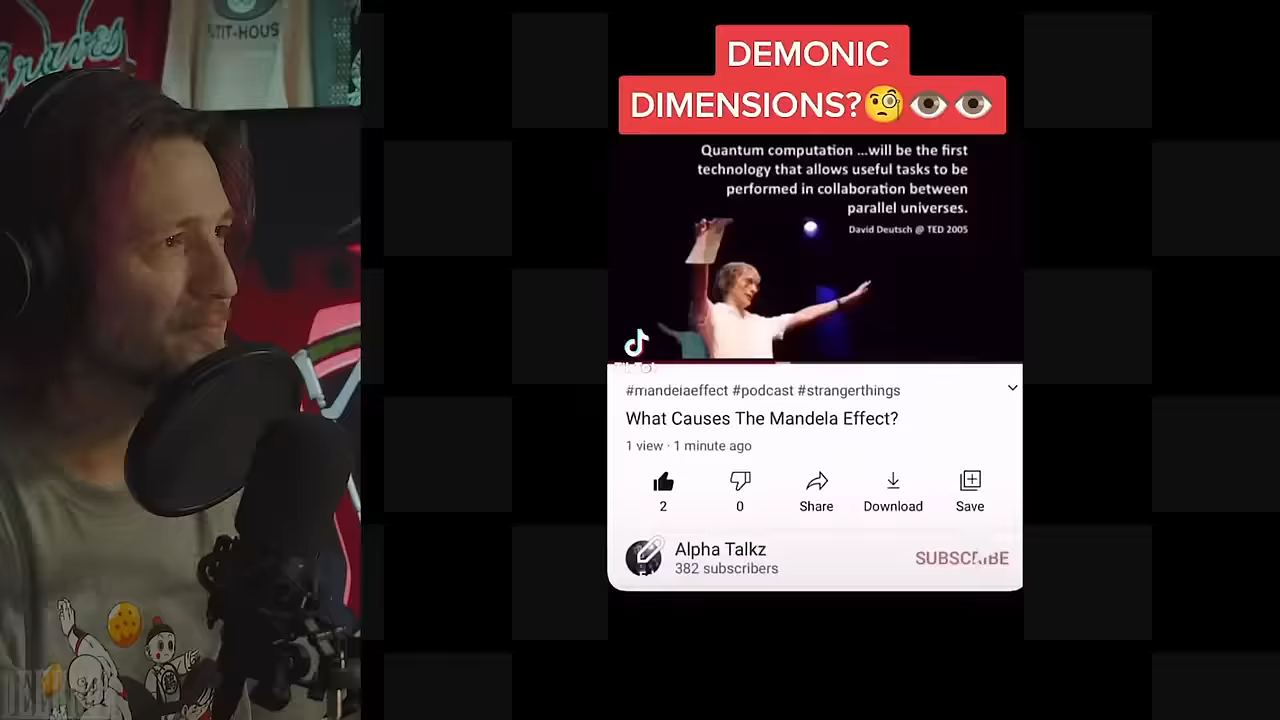 Braves
DEMONIC
DIMENSIONS?🧐👁️👁️
Quantum computation ...will be the first
technology that allows useful tasks to be
performed in collaboration between
parallel universes.
David Deutsch @ TED 2005
TikTok
#mandelaeffect #podcast #strangerthings
What Causes The Mandela Effect?
1 view · 1 minute ago
2
0
Share
Download
Save
Alpha Talkz
382 subscribers
SUBSCRIBE